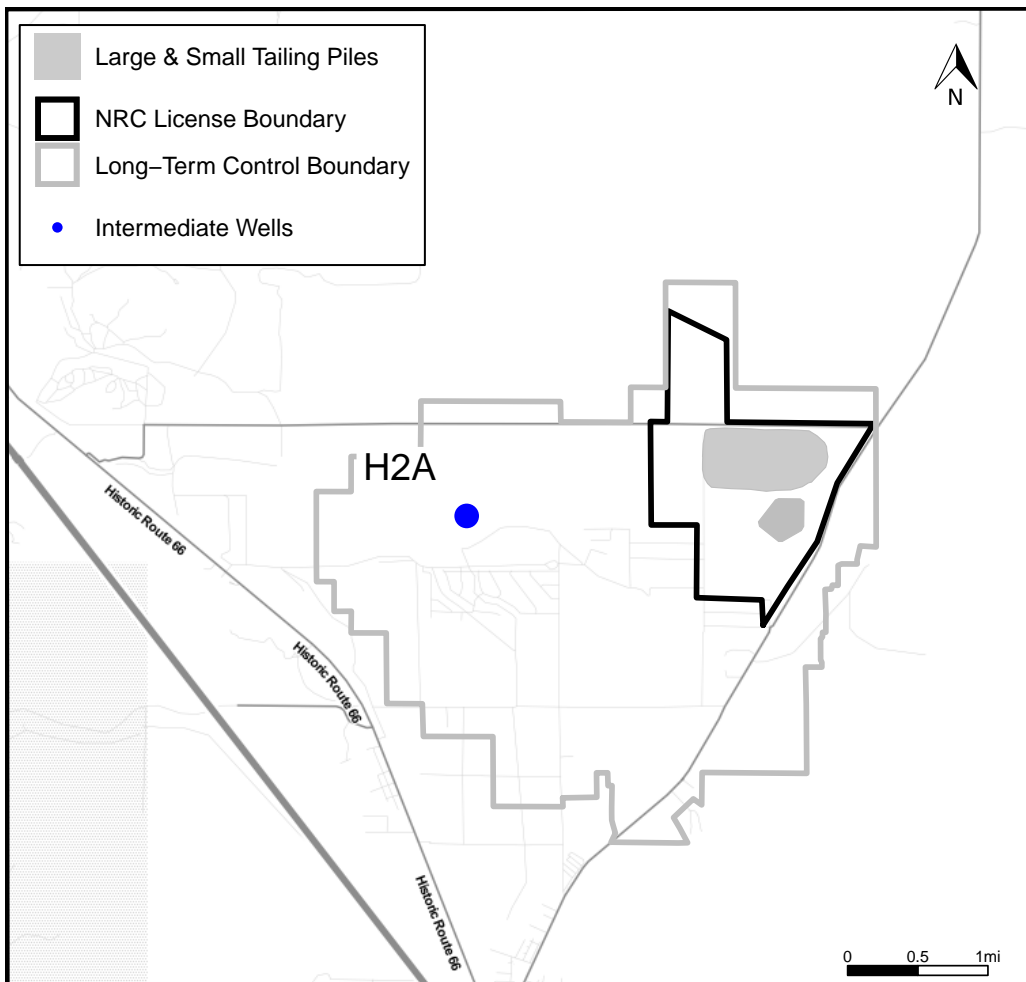 Large & Small Tailing Piles
NRC License Boundary
Long−Term Control Boundary
Intermediate Wells
N
H2A
Historic Route 66
Historic Route 66
Historic Route 66
0 0.5 1mi